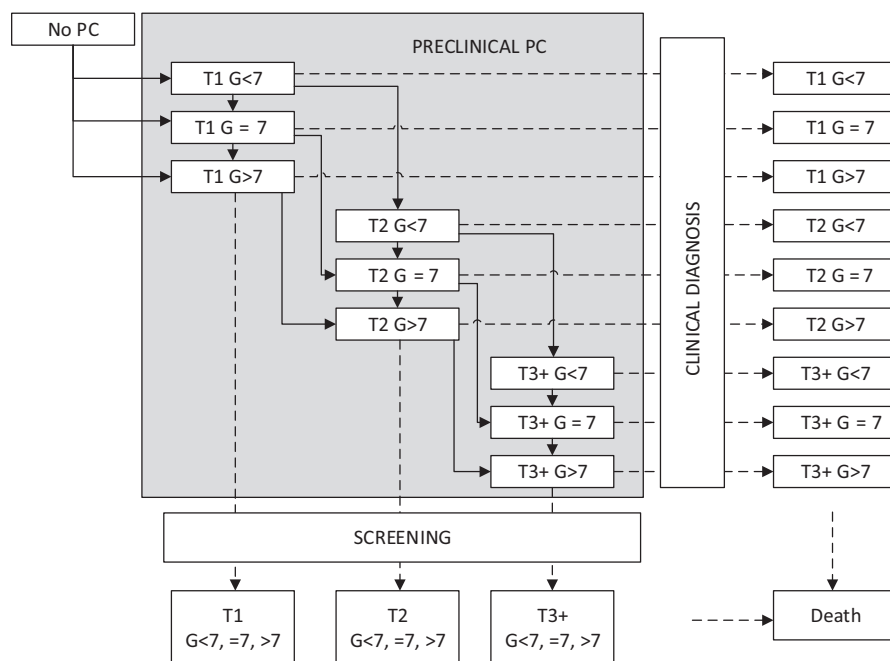 No PC
PRECLINICAL PC
T1 G<7
T1 G = 7
T1 G>7
T2 G<7
T2 G = 7
T2 G>7
T3+ G<7
T3+ G = 7
T3+ G>7
CLINICAL DIAGNOSIS
T1 G<7
T1 G = 7
T1 G>7
T2 G<7
T2 G = 7
T2 G>7
T3+ G<7
T3+ G = 7
T3+ G>7
SCREENING
T1
G<7, =7, >7
T2
G<7, =7, >7
T3+
G<7, =7, >7
Death